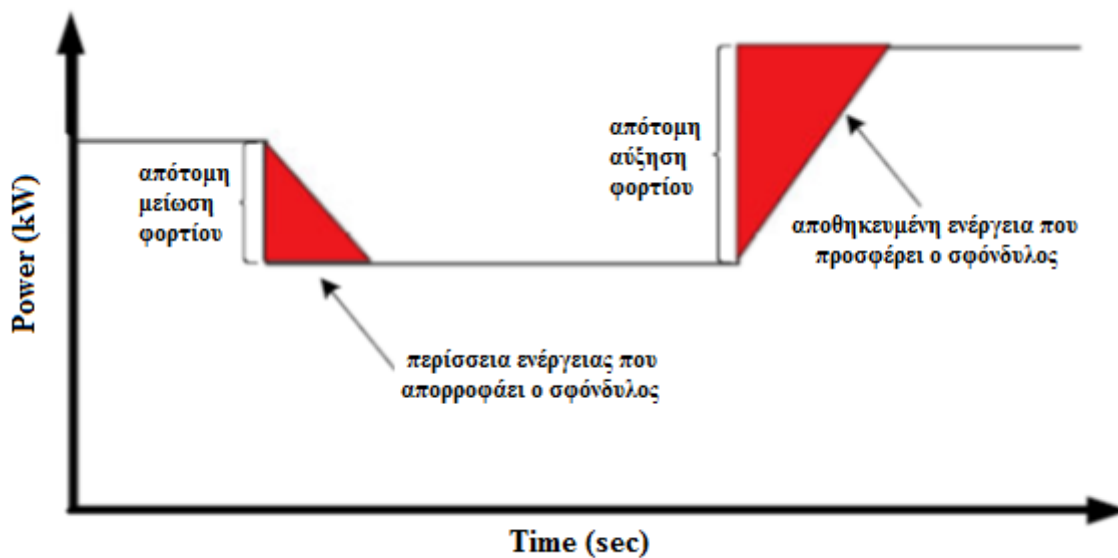 Power (kW)
απότομη
μείωση
φορτίου
περίσσεια ενέργειας που
απορροφάει ο σφόνδυλος
απότομη
αύξηση
φορτίου
αποθηκευμένη ενέργεια που
προσφέρει ο σφόνδυλος
Time (sec)